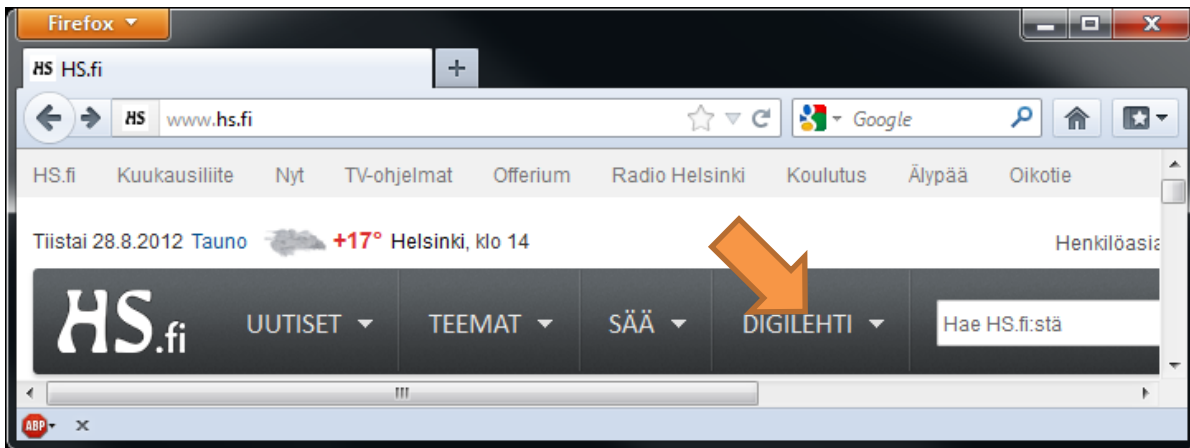 Firefox
HS HS.fi
HS www.hs.fi Google
HS.fi Kuukausiliite Nyt TV-ohjelmat Offerium Radio Helsinki Koulutus Älypää Oikotie
Tiistai 28.8.2012 Tauno +17° Helsinki, klo 14 Henkilöasia
HS.fi UUTISET TEEMAT SÄÄ DIGILEHTI Hae HS.fi:stä
ABP